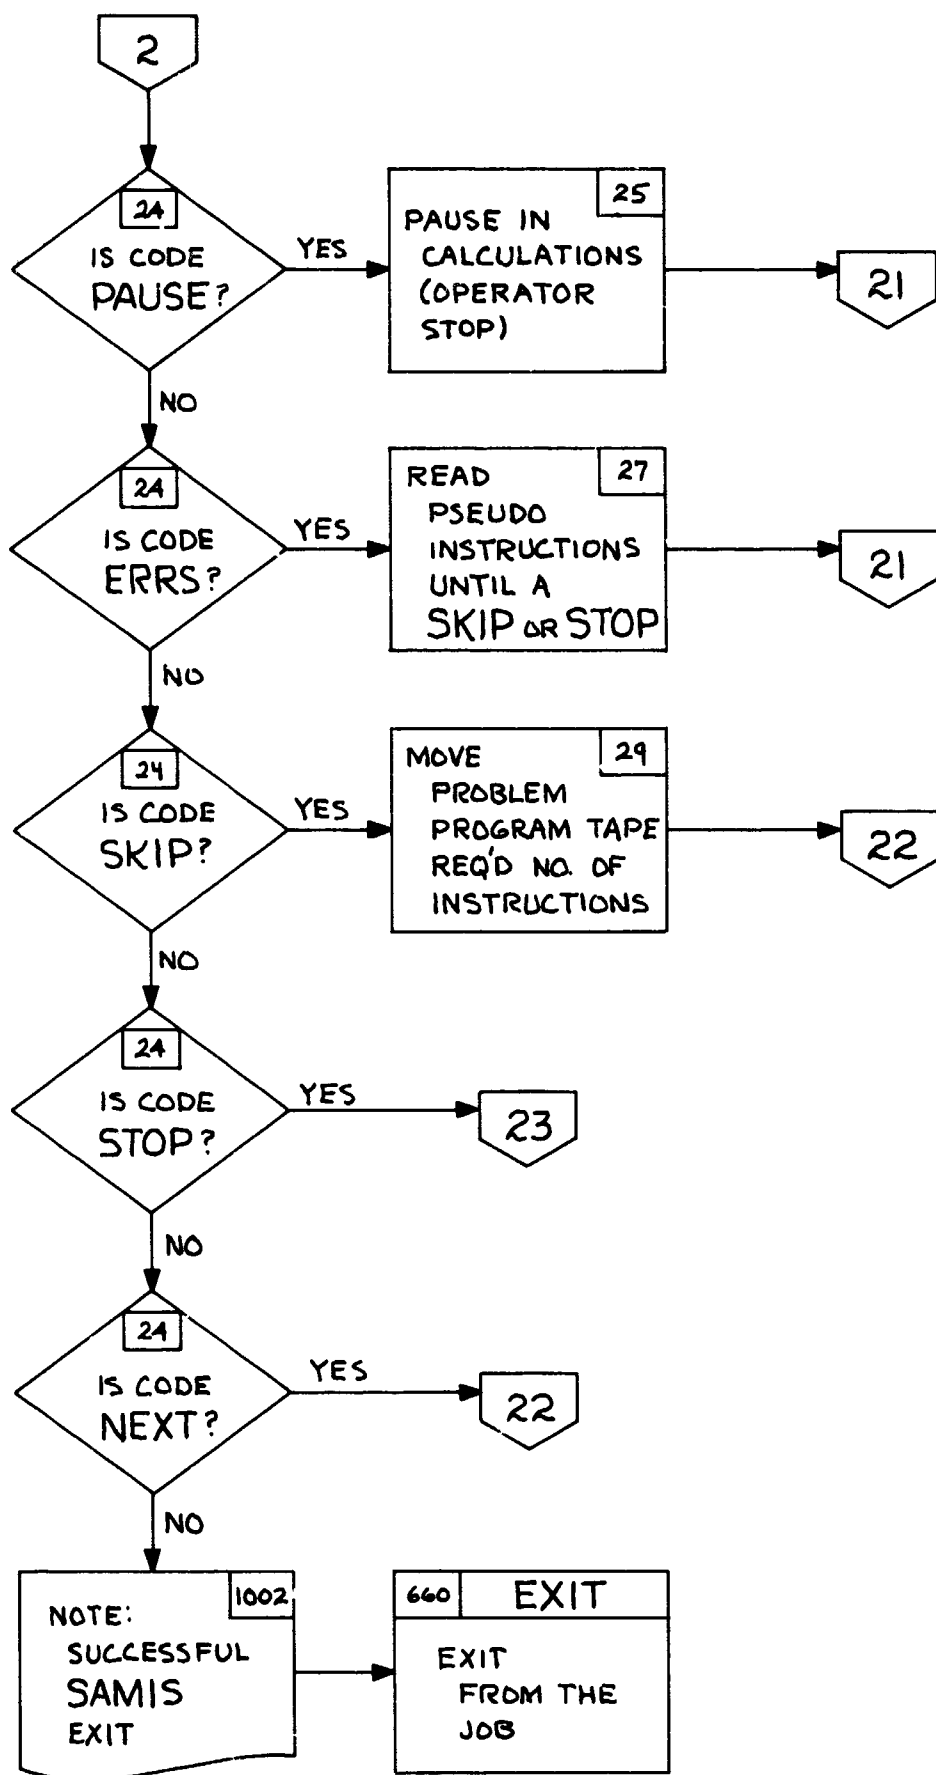 2
24
IS CODE
PAUSE?
YES
25
PAUSE IN
CALCULATIONS
(OPERATOR
STOP)
21
NO
24
IS CODE
ERRS?
YES
27
READ
PSEUDO
INSTRUCTIONS
UNTIL A
SKIP OR STOP
21
NO
24
IS CODE
SKIP?
YES
29
MOVE
PROBLEM
PROGRAM TAPE
REQ'D NO. OF
INSTRUCTIONS
22
NO
24
IS CODE
STOP?
YES
23
NO
24
IS CODE
NEXT?
YES
22
NO
1002
NOTE:
SUCCESSFUL
SAMIS
EXIT
660 EXIT
EXIT
FROM THE
JOB